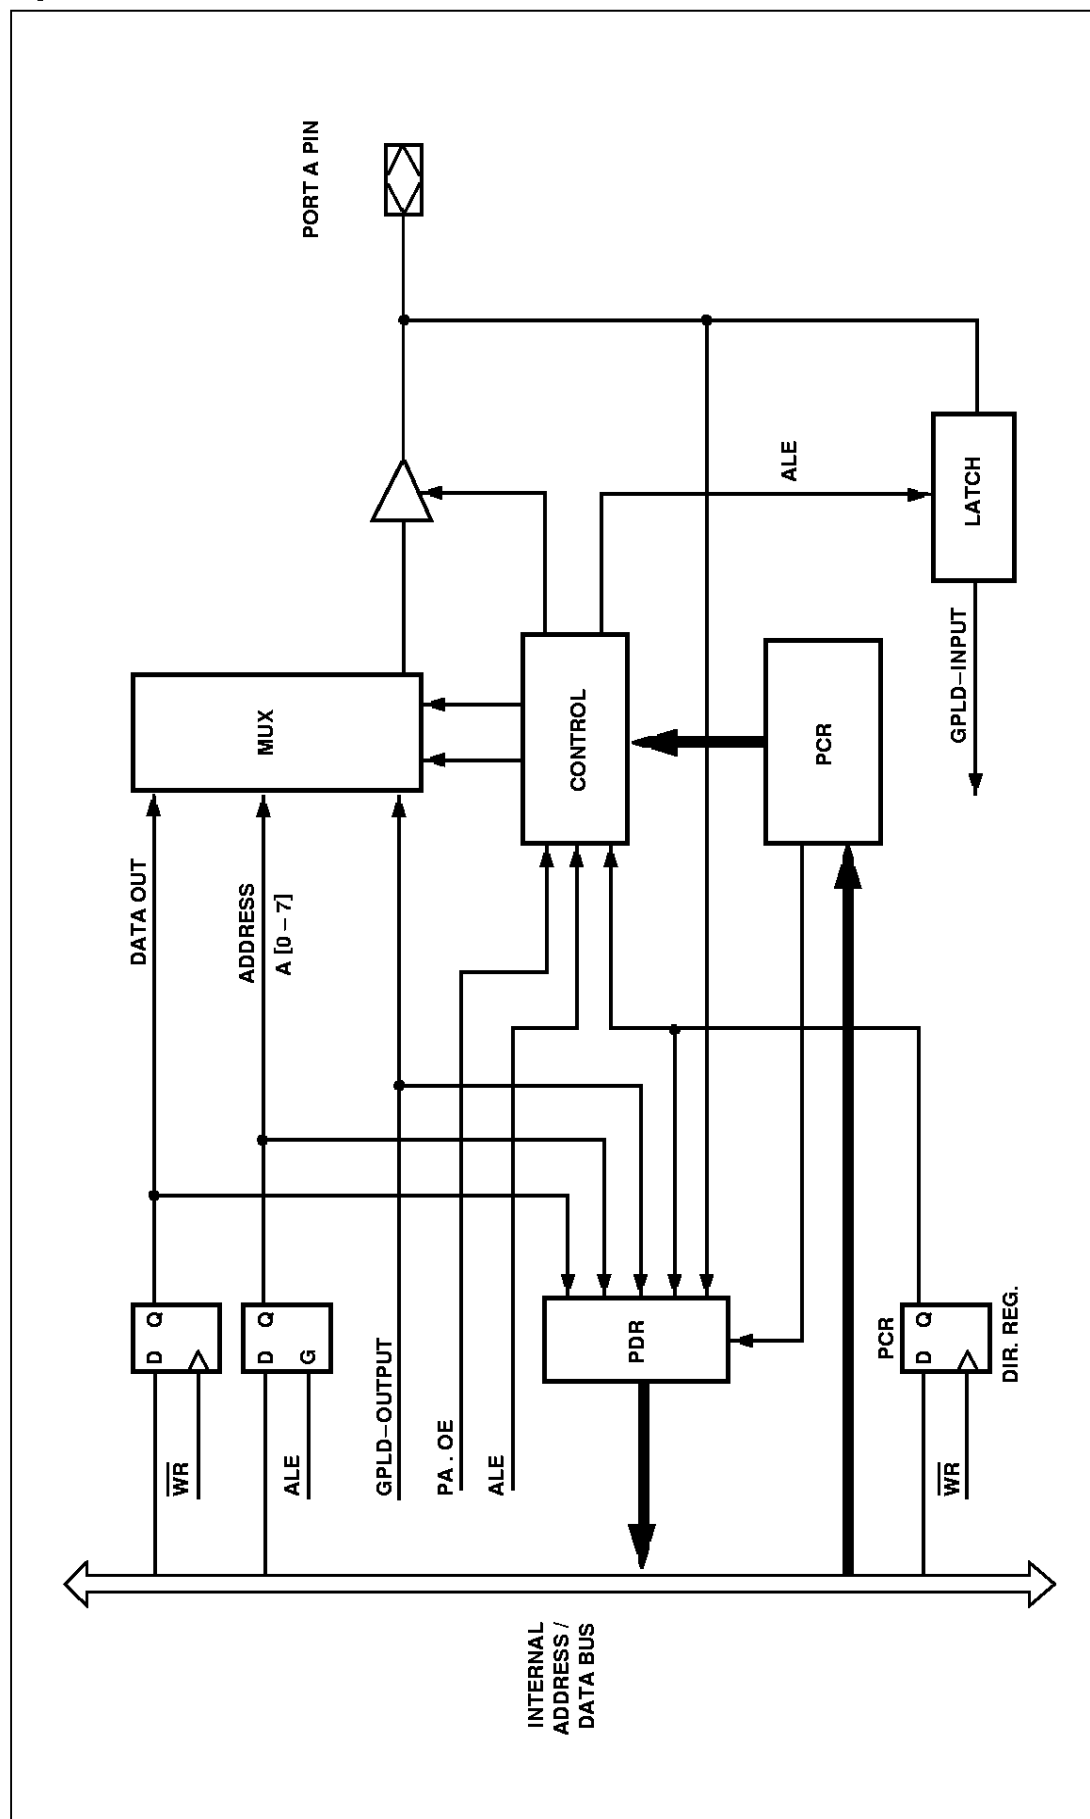 PORT A PIN
ALE
LATCH
GPLD–INPUT
MUX
CONTROL
PCR
DATA OUT
ADDRESS
A [0 – 7]
D Q
WR
D Q
G
ALE
GPLD–OUTPUT
PA . OE
ALE
PDR
PCR
D Q
DIR. REG.
WR
INTERNAL
ADDRESS /
DATA BUS